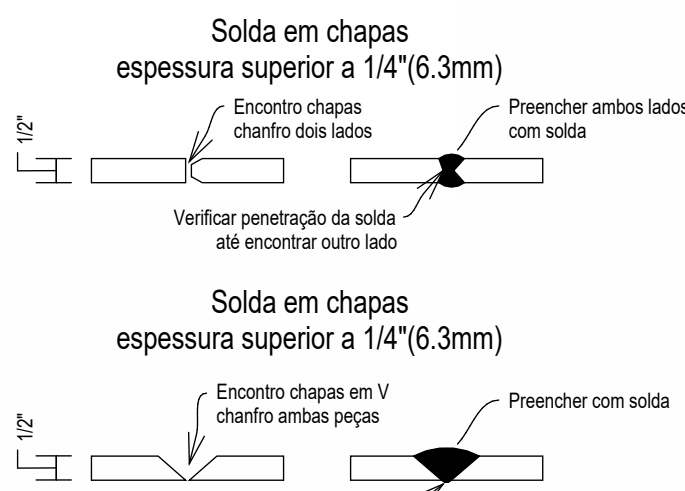 Solda em chapas
espessura superior a 1/4"(6.3mm)
1/2"
Encontro chapas
chanfro dois lados
Preencher ambos lados
com solda
Verificar penetração da solda
até encontrar outro lado
Solda em chapas
espessura superior a 1/4"(6.3mm)
1/2"
Encontro chapas em V
chanfro ambas peças
Preencher com solda